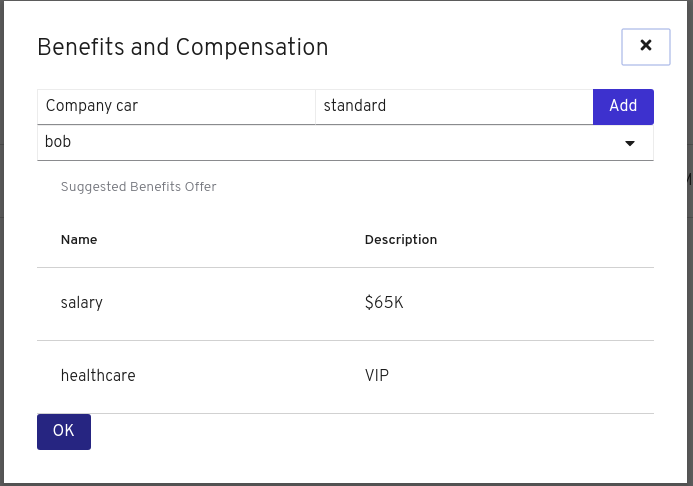 Benefits and Compensation
Company car standard Add
bob
Suggested Benefits Offer
Name Description
salary $65K
healthcare VIP
OK